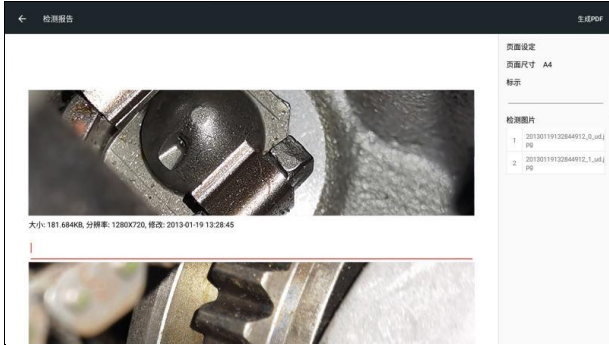 检测报告
生成PDF
页面设定
页面尺寸 A4
标示
检测图片
1 20130119132844912_0_ud.j
pg
2 20130119132844912_1_ud.j
pg
大小: 181.684KB, 分辨率: 1280X720, 修改: 2013-01-19 13:28:45